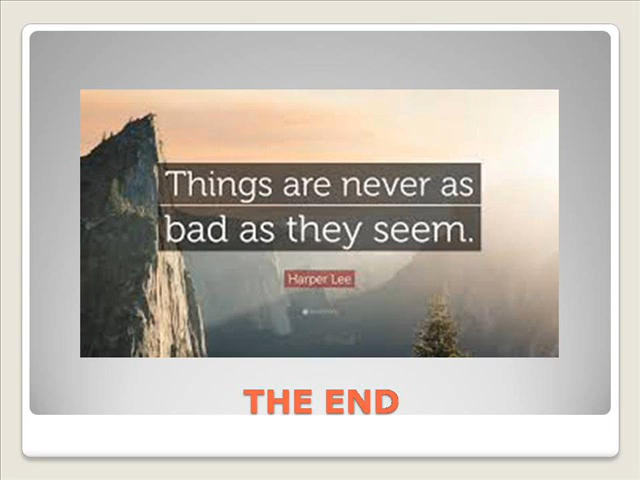 Things are never as
bad as they seem.
Harper Lee
THE END